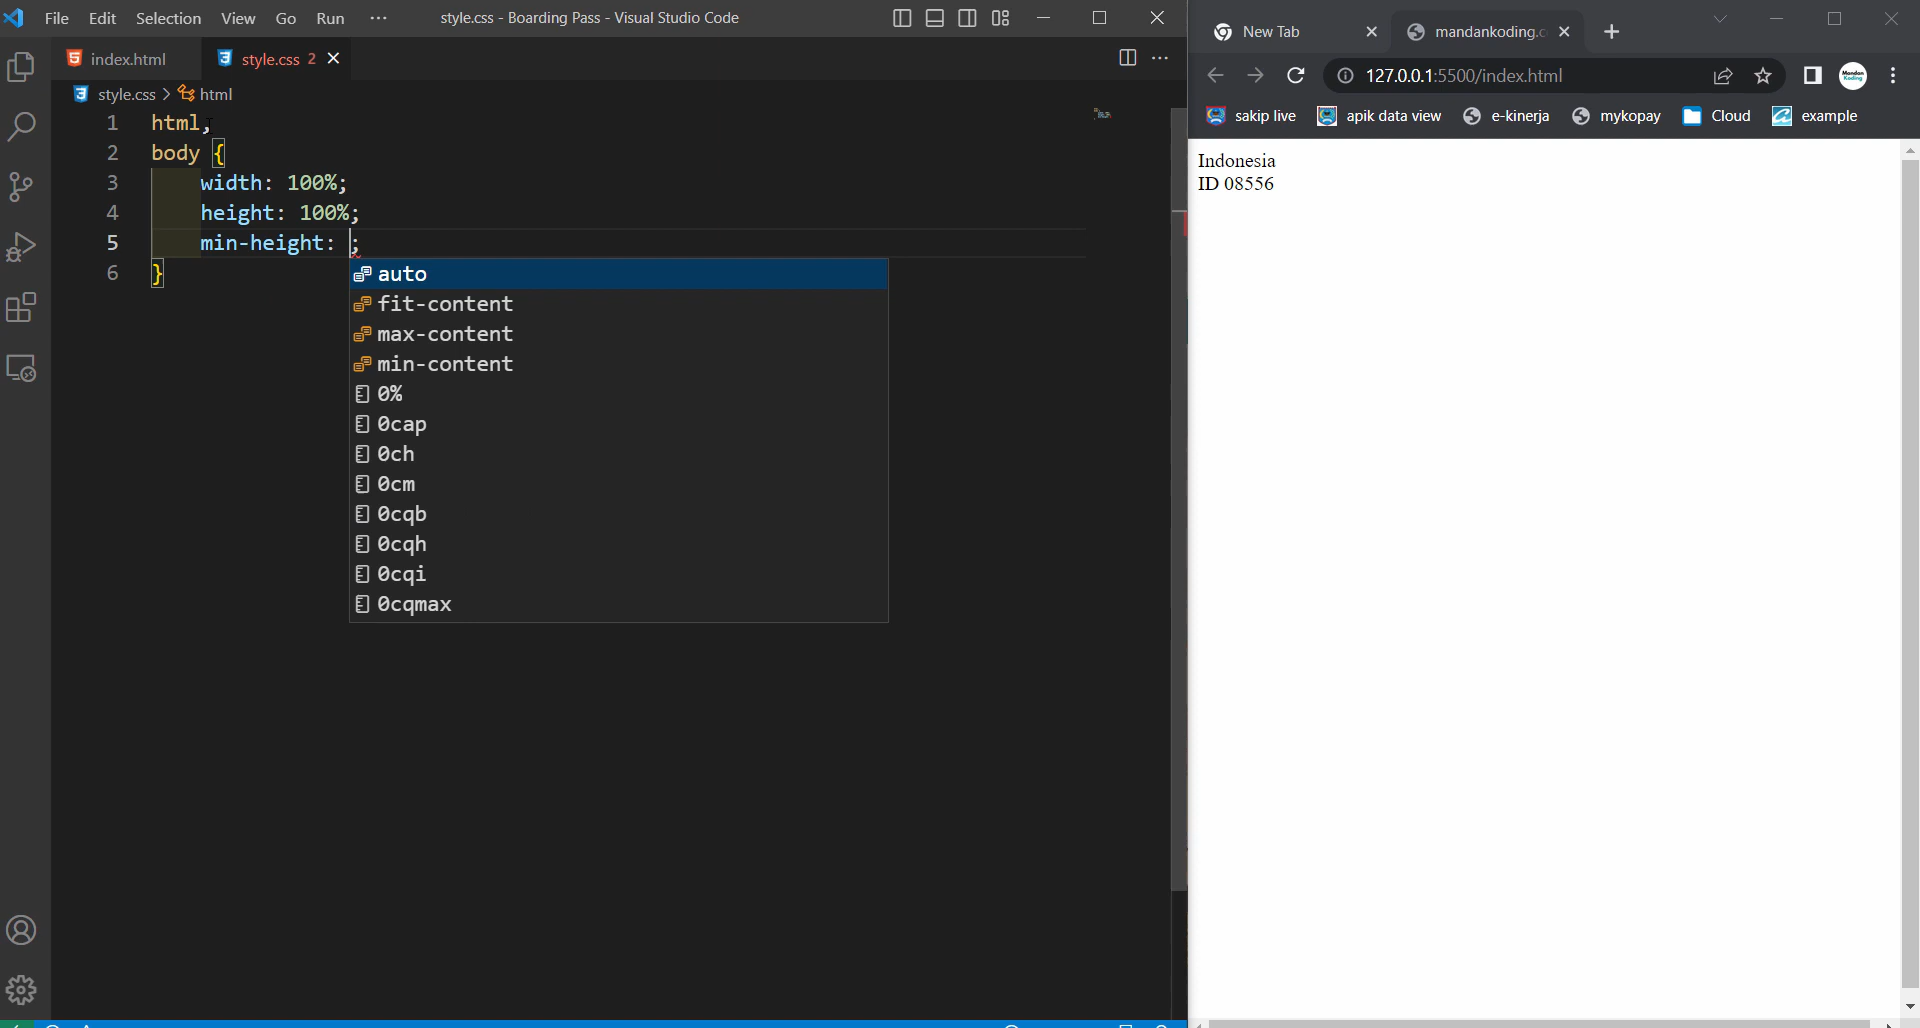 File Edit Selection View Go Run ··· style.css - Boarding Pass - Visual Studio Code
index.html style.css 2
style.css > html
1 html,
2 body {
3 width: 100%;
4 height: 100%;
5 min-height: ;
6 }
auto
fit-content
max-content
min-content
0%
0cap
0ch
0cm
0cqb
0cqh
0cqi
0cqmax
New Tab mandankoding.c
127.0.0.1:5500/index.html
sakip live apik data view e-kinerja mykopay Cloud example
Indonesia
ID 08556